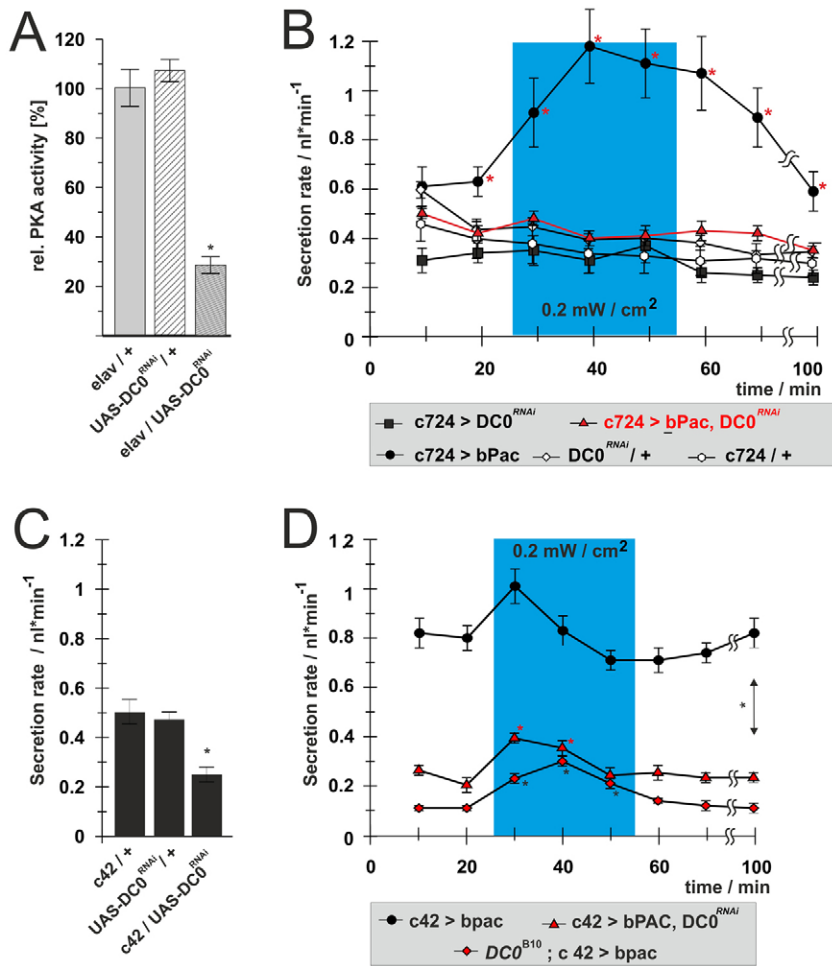 A
120
100
80
60
40
20
rel. PKA activity [%]
elav / +
UAS-DC0RNAi / +
elav / UAS-DC0RNAi
*
B
1.2
1
0.8
0.6
0.4
0.2
0
Secretion rate / nl*min-1
* * * * * * *
0.2 mW / cm2
0 20 40 60 80 100
time / min
c724 > DC0RNAi c724 > bPac, DC0RNAi
c724 > bPac DC0RNAi / + c724 / +
C
1.2
1
0.8
0.6
0.4
0.2
0
Secretion rate / nl*min-1
c42 / +
UAS-DC0RNAi / +
c42 / UAS-DC0RNAi
*
D
1.2
1
0.8
0.6
0.4
0.2
0
Secretion rate / nl*min-1
0.2 mW / cm2
*
* *
* * *
0 20 40 60 80 100
time / min
c42 > bpac c42 > bPAC, DC0RNAi
DC0B10 ; c 42 > bpac